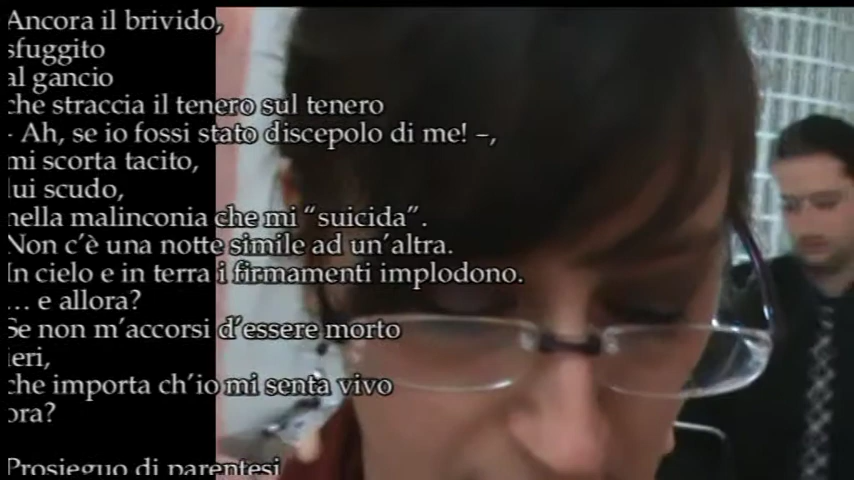 Ancora il brivido,
sfuggito
al gancio
che straccia il tenero sul tenero
- Ah, se io fossi stato discepolo di me! –,
mi scorta tacito,
lui scudo,
nella malinconia che mi “suicida”.
Non c’è una notte simile ad un’altra.
In cielo e in terra i firmamenti implodono.
... e allora?
Se non m’accorsi d’essere morto
ieri,
che importa ch’io mi senta vivo
ora?
Prosieguo di parentesi